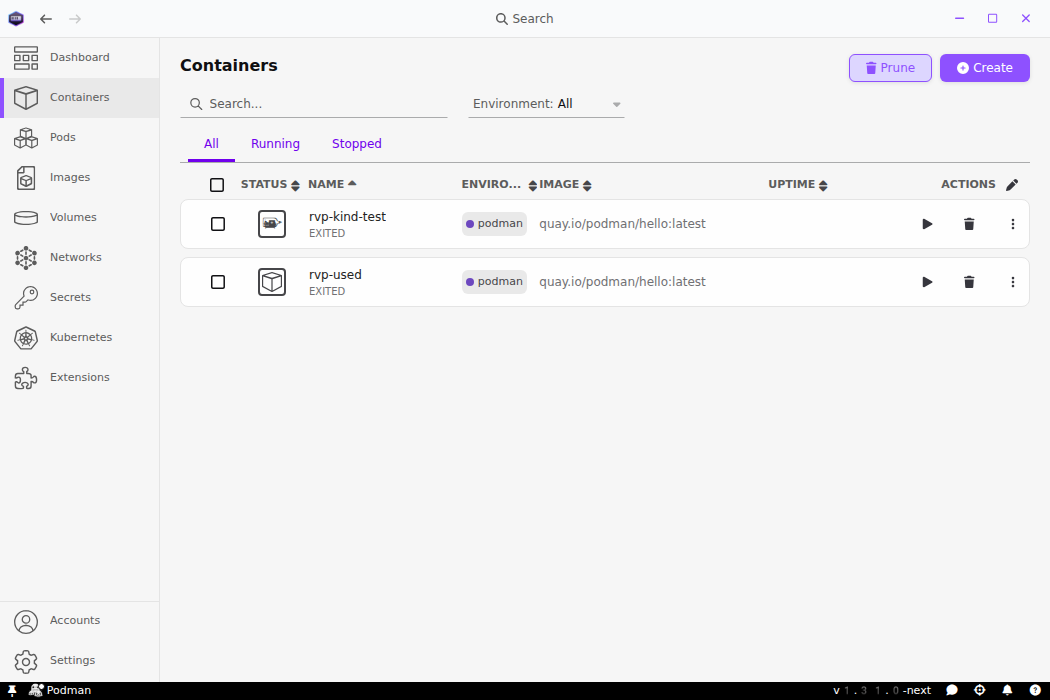 Search
Dashboard
Containers
Pods
Images
Volumes
Networks
Secrets
Kubernetes
Extensions
Accounts
Settings
Containers
Prune
Create
Search...
Environment: All
All Running Stopped
STATUS NAME ENVIRO... IMAGE UPTIME ACTIONS
rvp-kind-test
EXITED
podman
quay.io/podman/hello:latest
rvp-used
EXITED
podman
quay.io/podman/hello:latest
Podman
v1.31.0-next